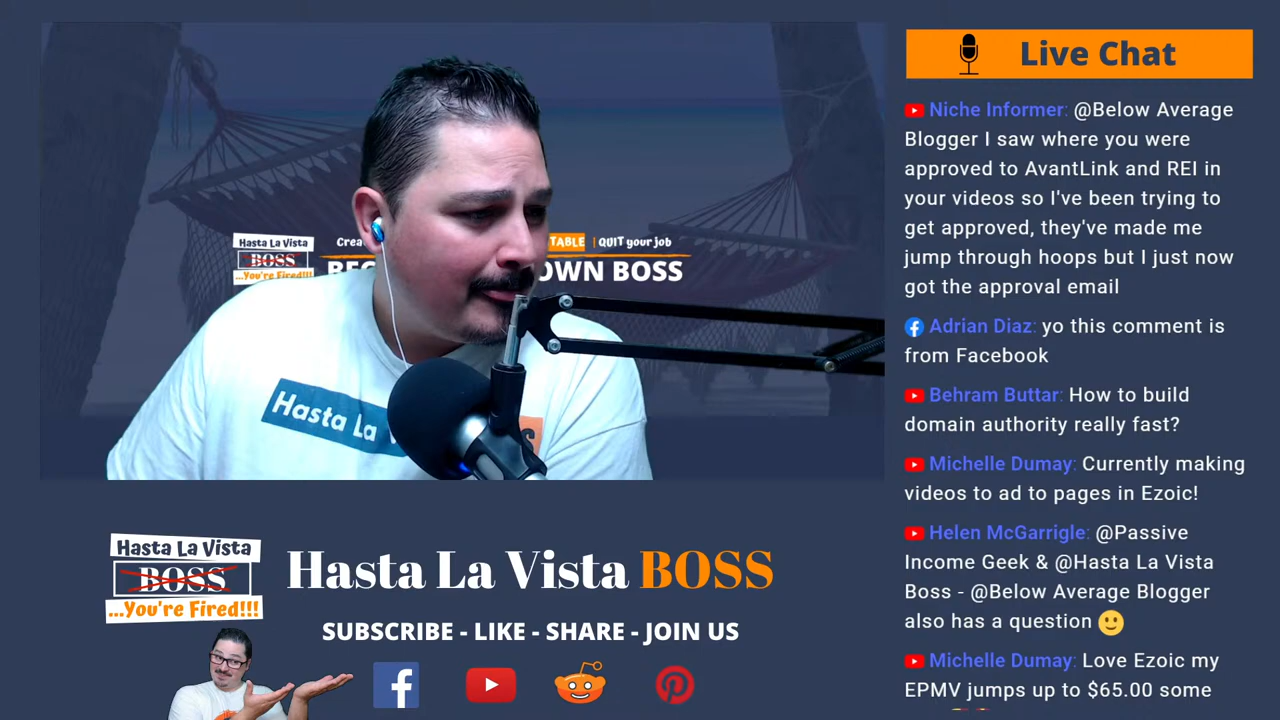 Hasta La Vista
BOSS
...You're Fired!!!
Crea
TABLE | QUIT your job
OWN BOSS
Hasta La
Live Chat
Niche Informer: @Below Average
Blogger I saw where you were
approved to AvantLink and REI in
your videos so I've been trying to
get approved, they've made me
jump through hoops but I just now
got the approval email
Adrian Diaz: yo this comment is
from Facebook
Behram Buttar: How to build
domain authority really fast?
Michelle Dumay: Currently making
videos to ad to pages in Ezoic!
Helen McGarrigle: @Passive
Income Geek & @Hasta La Vista
Boss - @Below Average Blogger
also has a question 🙂
Michelle Dumay: Love Ezoic my
EPMV jumps up to $65.00 some
Hasta La Vista
BOSS
...You're Fired!!!
Hasta La Vista BOSS
SUBSCRIBE - LIKE - SHARE - JOIN US